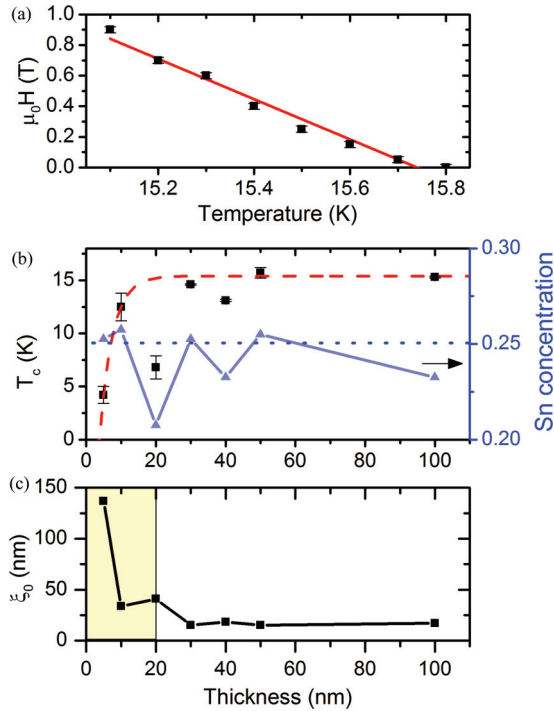 (a)
μ₀H (T)
1.0
0.8
0.6
0.4
0.2
0.0
15.2 15.4 15.6 15.8
Temperature (K)
(b)
T_c (K)
15
10
5
0
0 20 40 60 80 100
0.30
0.25
0.20
Sn concentration
(c)
ξ₀ (nm)
150
100
50
0
0 20 40 60 80 100
Thickness (nm)